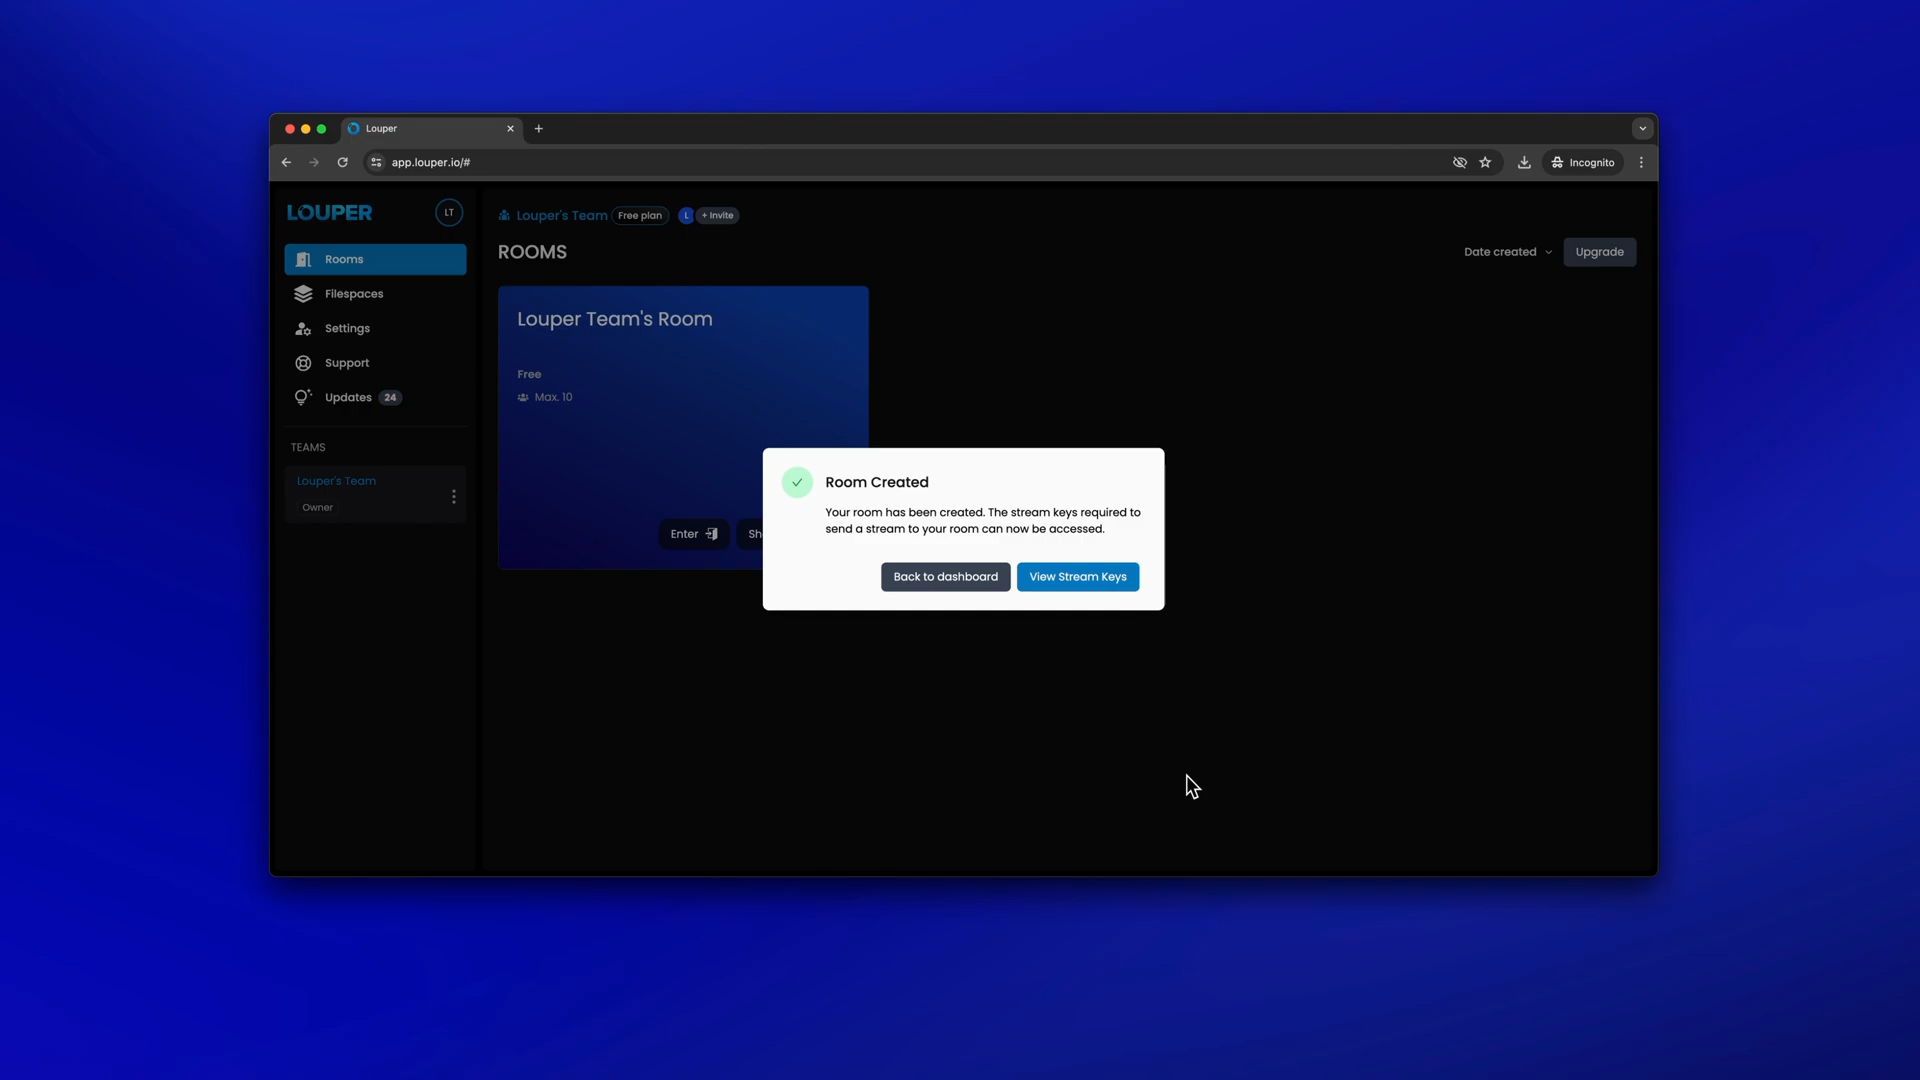 Louper
app.louper.io/#
Incognito
LOUPER
LT
Rooms
Filespaces
Settings
Support
Updates 24
TEAMS
Louper's Team
Owner
Louper's Team Free plan L + Invite
ROOMS
Date created
Upgrade
Louper Team's Room
Free
Max. 10
Enter
Sh
Room Created
Your room has been created. The stream keys required to
send a stream to your room can now be accessed.
Back to dashboard
View Stream Keys